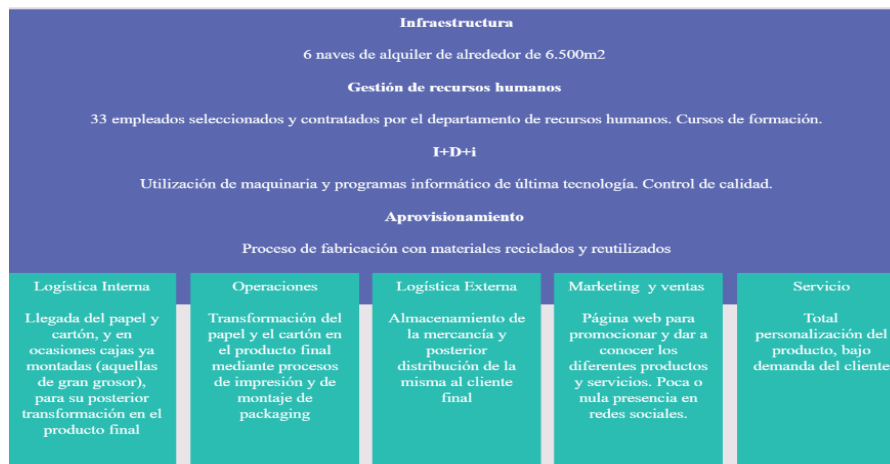 Infraestructura
6 naves de alquiler de alrededor de 6.500m2
Gestión de recursos humanos
33 empleados seleccionados y contratados por el departamento de recursos humanos. Cursos de formación.
I+D+i
Utilización de maquinaria y programas informático de última tecnología. Control de calidad.
Aprovisionamiento
Proceso de fabricación con materiales reciclados y reutilizados
Logística Interna
Llegada del papel y
cartón, y en
ocasiones cajas ya
montadas (aquellas
de gran grosor),
para su posterior
transformación en el
producto final
Operaciones
Transformación del
papel y el cartón en
el producto final
mediante procesos
de impresión y de
montaje de
packaging
Logística Externa
Almacenamiento de
la mercancía y
posterior
distribución de la
misma al cliente
final
Marketing y ventas
Página web para
promocionar y dar a
conocer los
diferentes productos
y servicios. Poca o
nula presencia en
redes sociales.
Servicio
Total
personalización del
producto, bajo
demanda del cliente